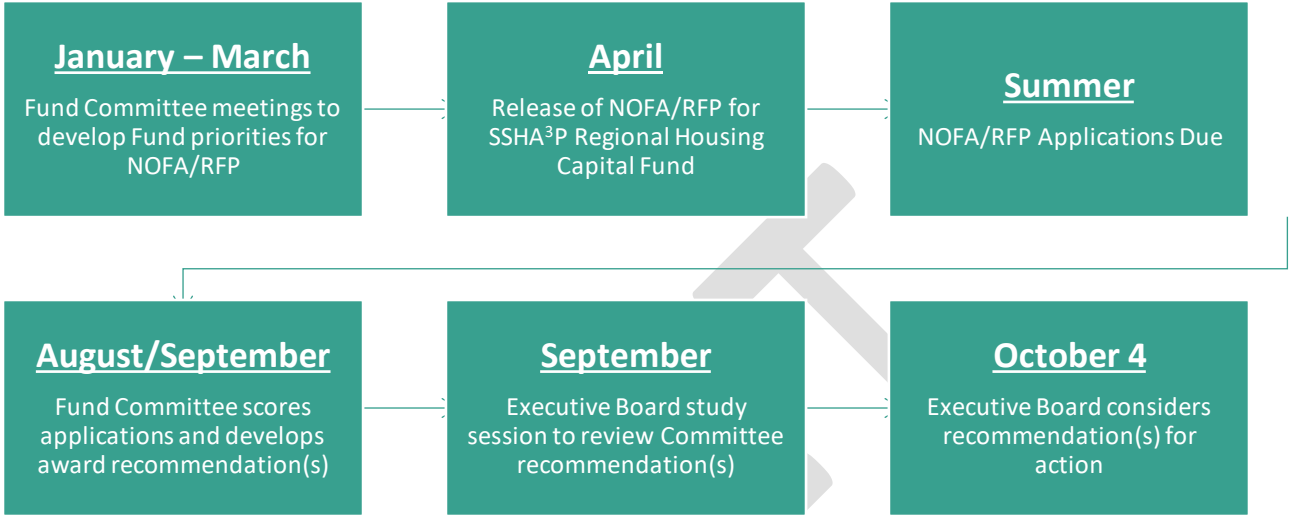 January – March
Fund Committee meetings to
develop Fund priorities for
NOFA/RFP
April
Release of NOFA/RFP for
SSHA³P Regional Housing
Capital Fund
Summer
NOFA/RFP Applications Due
August/September
Fund Committee scores
applications and develops
award recommendation(s)
September
Executive Board study
session to review Committee
recommendation(s)
October 4
Executive Board considers
recommendation(s) for
action